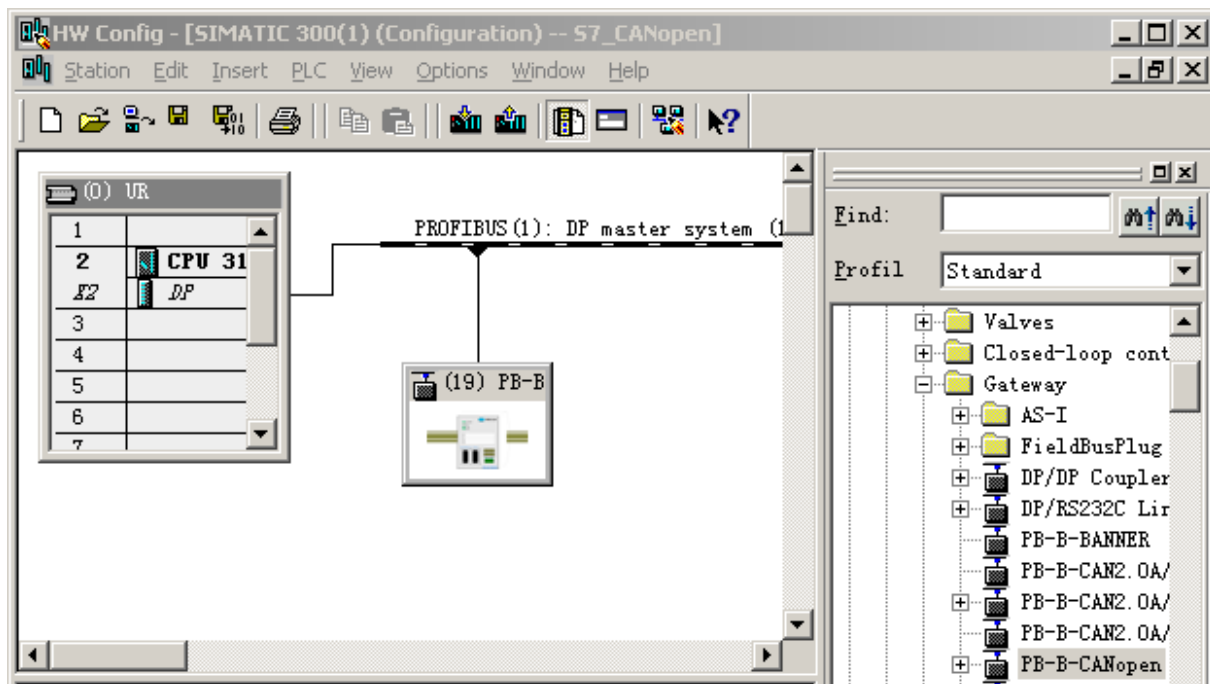 HW Config - [SIMATIC 300(1) (Configuration) -- S7_CANopen]
Station Edit Insert PLC View Options Window Help
(0) UR
1
2 CPU 31
X2 DP
3
4
5
6
7
PROFIBUS(1): DP master system (1
(19) PB-B
Find:
Profil Standard
Valves
Closed-loop cont
Gateway
AS-I
FieldBusPlug
DP/DP Coupler
DP/RS232C Lin
PB-B-BANNER
PB-B-CAN2.0A/
PB-B-CAN2.0A/
PB-B-CAN2.0A/
PB-B-CANopen